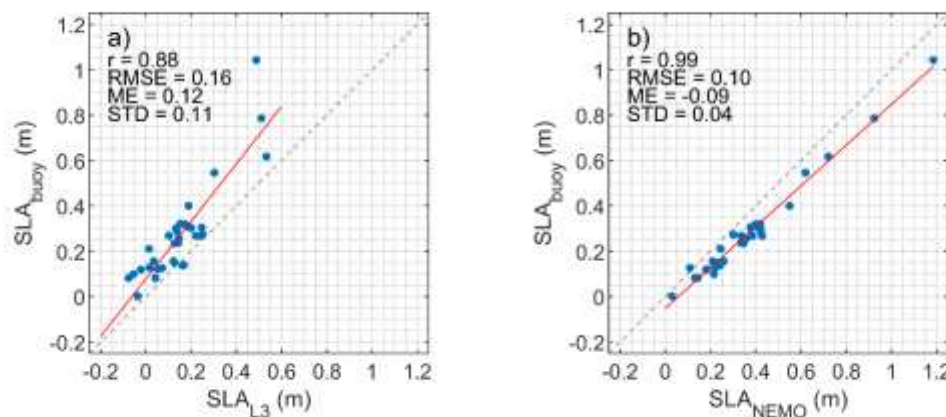 a)
r = 0.88
RMSE = 0.16
ME = 0.12
STD = 0.11
1.2
1
0.8
0.6
0.4
0.2
0
-0.2
SLA_buoy (m)
-0.2 0 0.2 0.4 0.6 0.8 1 1.2
SLA_L3 (m)
b)
r = 0.99
RMSE = 0.10
ME = -0.09
STD = 0.04
1.2
1
0.8
0.6
0.4
0.2
0
-0.2
SLA_buoy (m)
-0.2 0 0.2 0.4 0.6 0.8 1 1.2
SLA_NEMO (m)